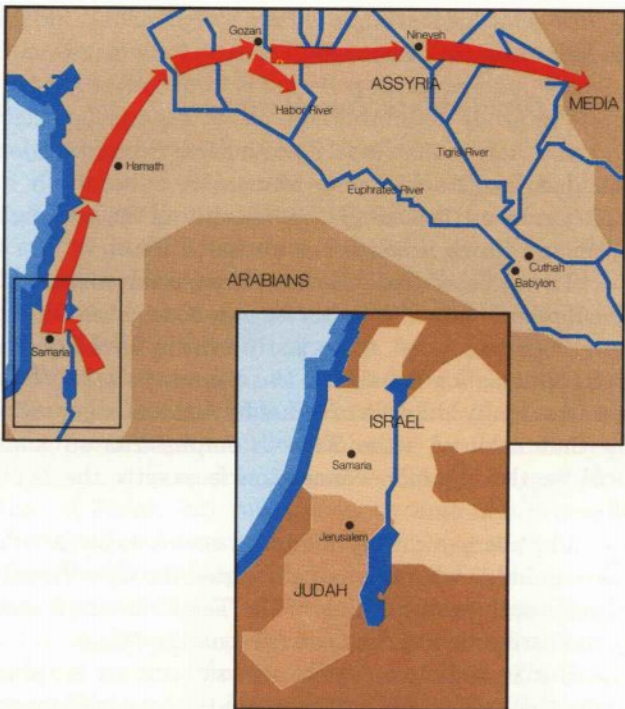 Gozan
Nineveh
ASSYRIA
MEDIA
Habor River
Hamath
Tigris River
Euphrates River
ARABIANS
Cuthah
Babylon
Samaria
ISRAEL
Samaria
Jerusalem
JUDAH